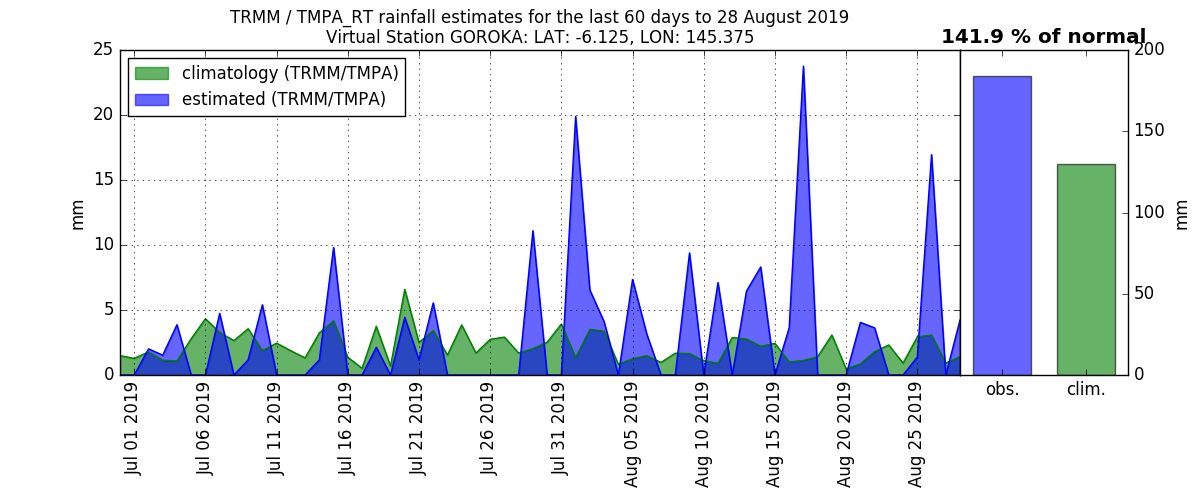 TRMM / TMPA_RT rainfall estimates for the last 60 days to 28 August 2019
Virtual Station GOROKA: LAT: -6.125, LON: 145.375
141.9 % of normal
climatology (TRMM/TMPA)
estimated (TRMM/TMPA)
25
20
15
10
5
0
mm
Jul 01 2019
Jul 06 2019
Jul 11 2019
Jul 16 2019
Jul 21 2019
Jul 26 2019
Jul 31 2019
Aug 05 2019
Aug 10 2019
Aug 15 2019
Aug 20 2019
Aug 25 2019
obs.
clim.
200
150
100
50
0
mm